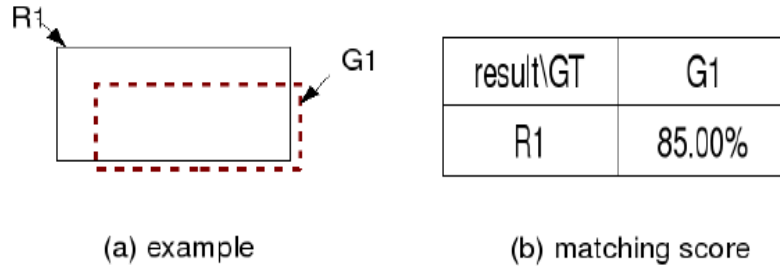 R1
G1
(a) example
result\GT G1
R1 85.00%
(b) matching score